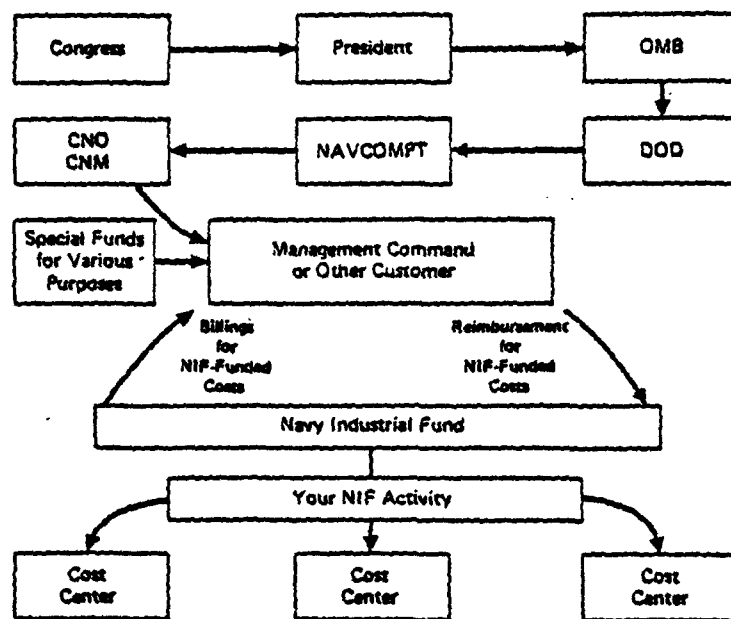 Congress
President
OMB
CNO
CNM
NAVCOMPT
DOD
Special Funds
for Various
Purposes
Management Command
or Other Customer
Billings
for
NIF-Funded
Costs
Reimbursement
for
NIF-Funded
Costs
Navy Industrial Fund
Your NIF Activity
Cost
Center
Cost
Center
Cost
Center